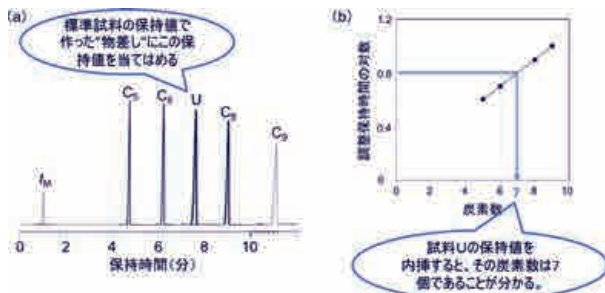 (a)
標準試料の保持値で
作った"物差し"にこの保
持値を当てはめる
C5 C6 U C8 C9
tM
0 2 4 6 8 10
保持時間(分)
(b)
調整保持時間の対数
1.2
0.8
0.4
0
0 2 4 6 7 8 10
炭素数
試料Uの保持値を
内挿すると、その炭素数は7
個であることが分かる。